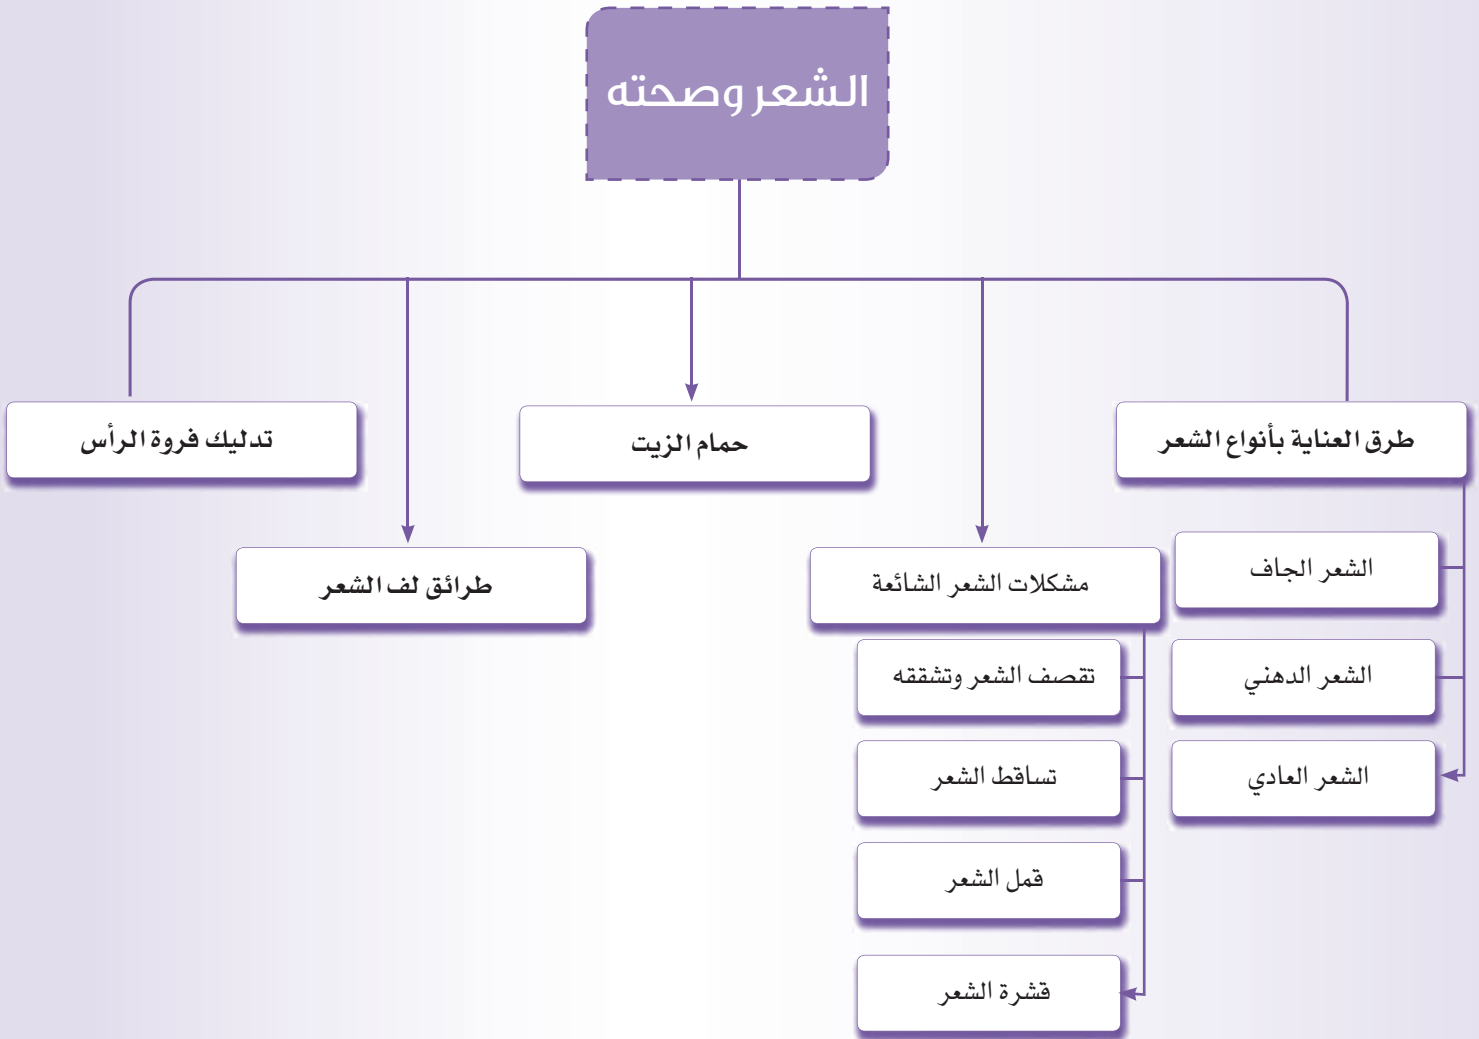 الشعر وصحته
طرق العناية بأنواع الشعر
الشعر الجاف
الشعر الدهني
الشعر العادي
مشكلات الشعر الشائعة
تقصف الشعر وتشققه
تساقط الشعر
قمل الشعر
قشرة الشعر
حمام الزيت
طرائق لف الشعر
تدليك فروة الرأس